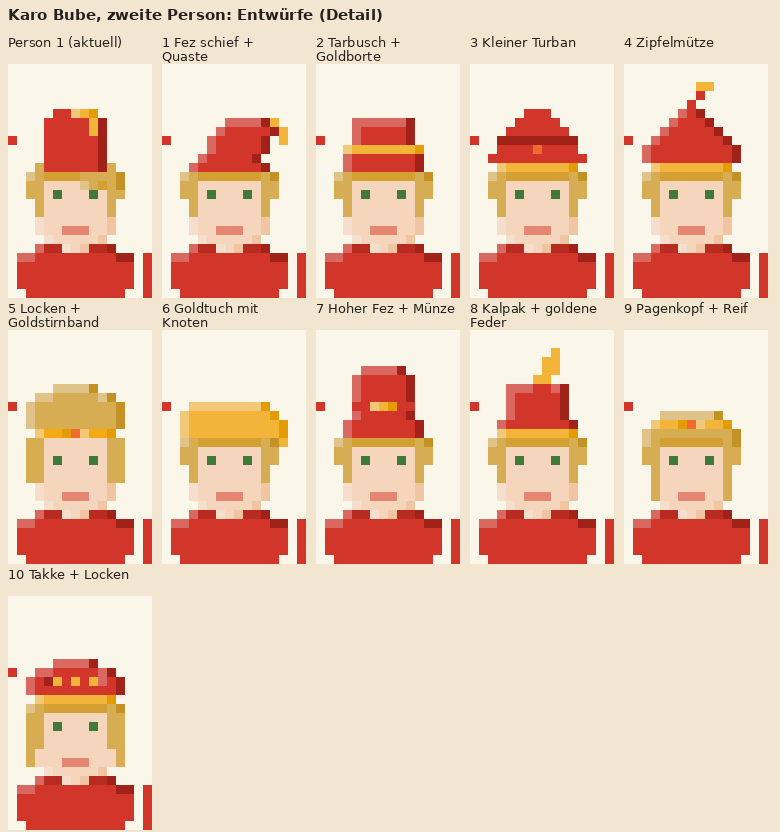 Karo Bube, zweite Person: Entwürfe (Detail)
Person 1 (aktuell)
1 Fez schief +
Quaste
2 Tarbusch +
Goldborte
3 Kleiner Turban
4 Zipfelmütze
5 Locken +
Goldstirnband
6 Goldtuch mit
Knoten
7 Hoher Fez + Münze
8 Kalpak + goldene
Feder
9 Pagenkopf + Reif
10 Takke + Locken